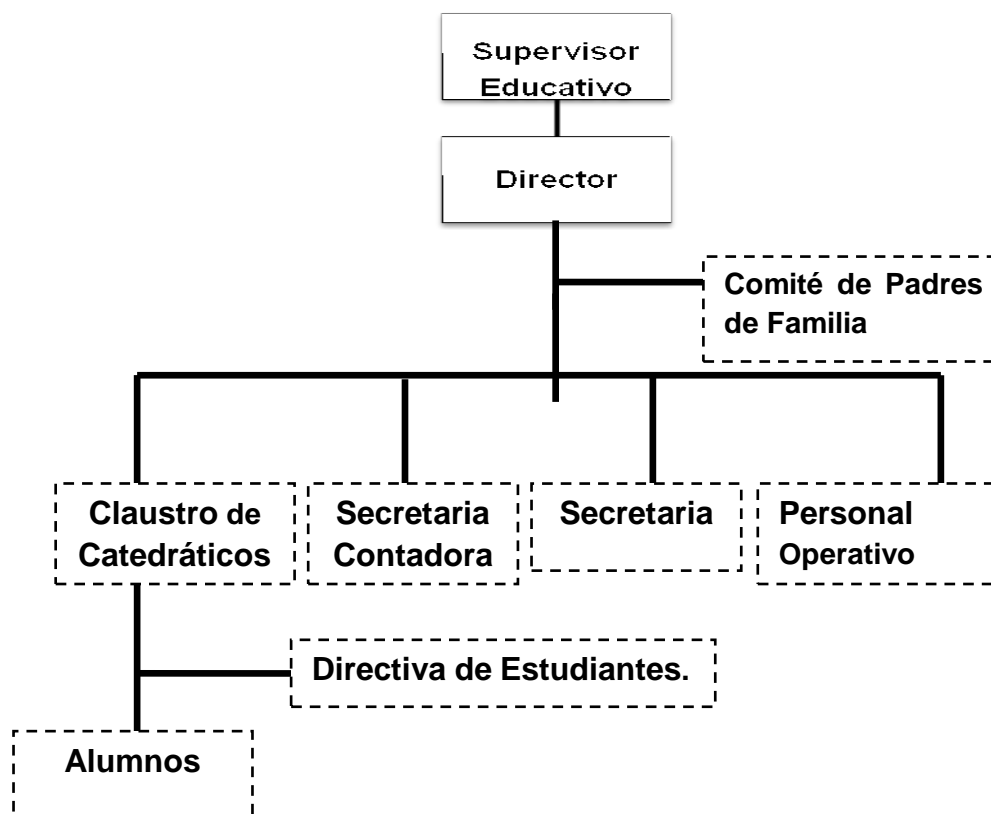 Supervisor
Educativo
Director
Comité de Padres
de Familia
Claustro de
Catedráticos
Secretaria
Contadora
Secretaria
Personal
Operativo
Directiva de Estudiantes.
Alumnos